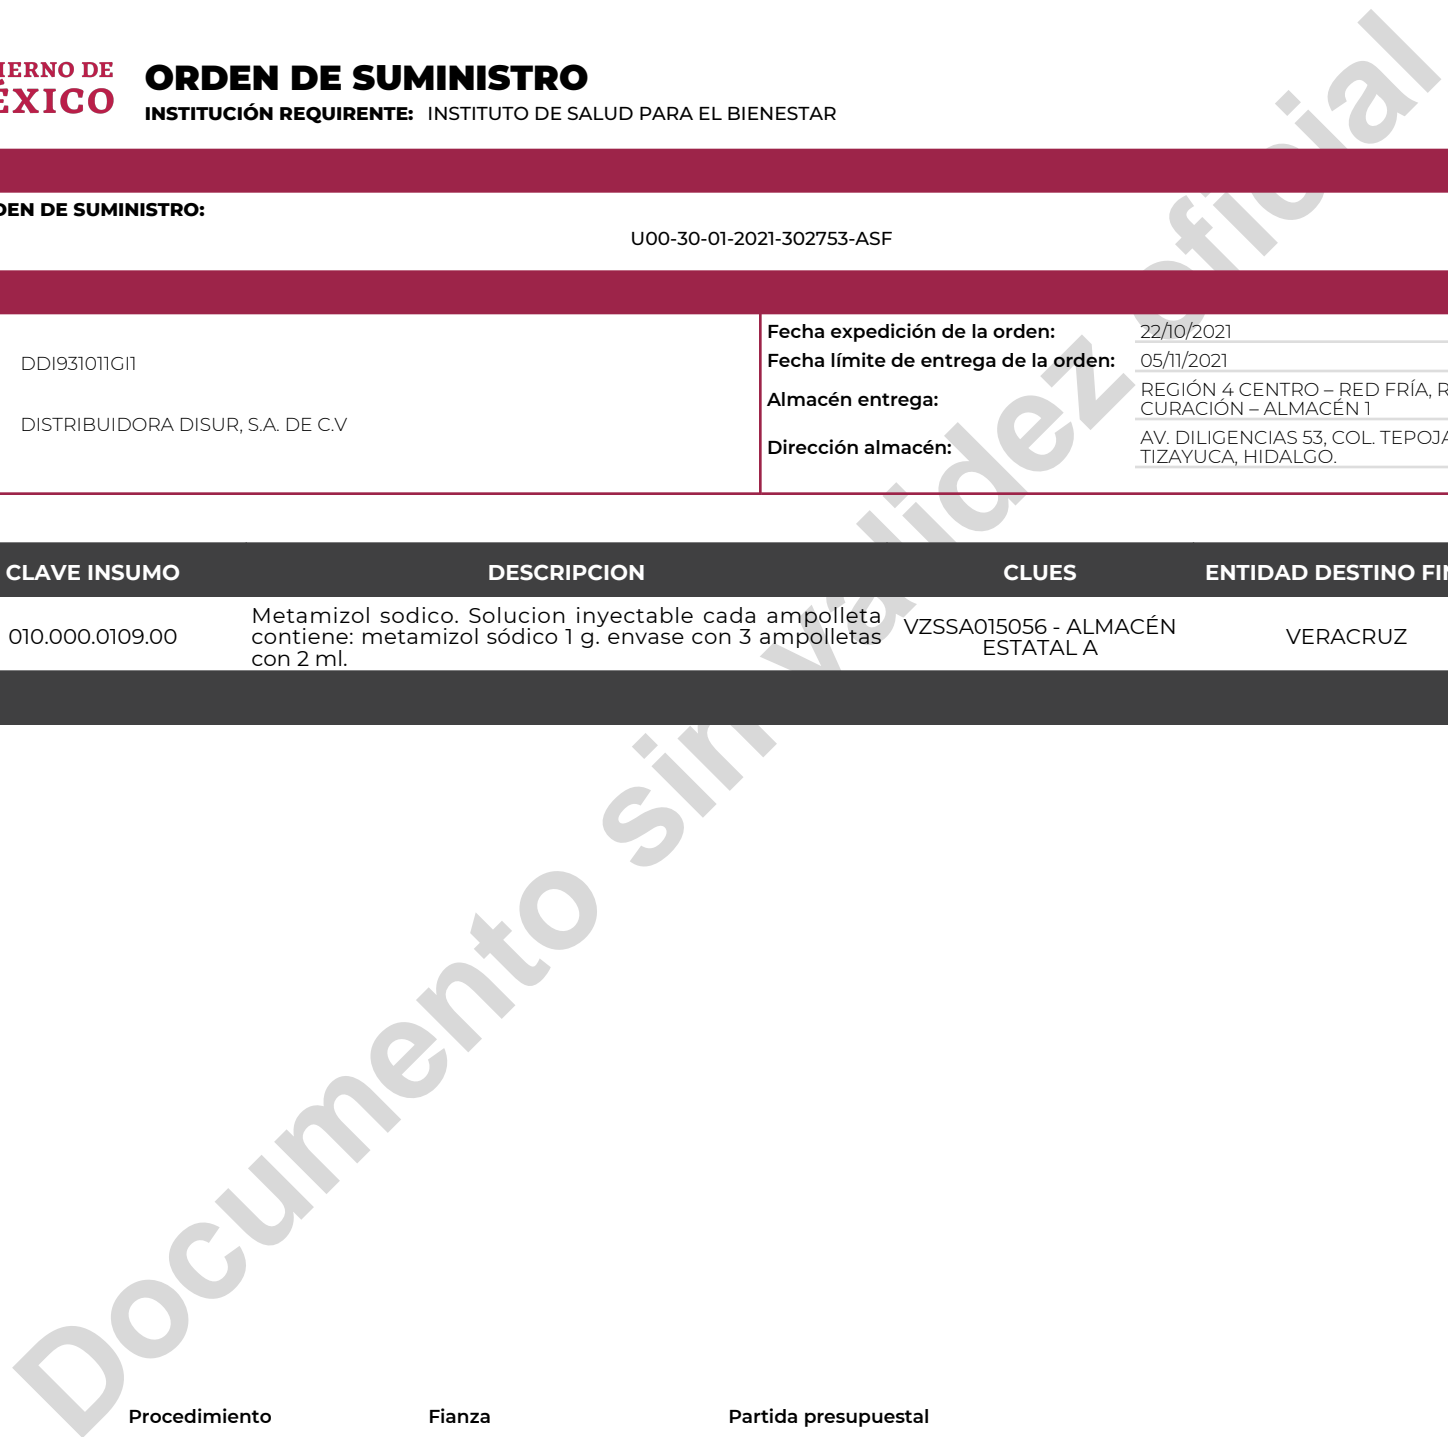 IERNO DE
ÉXICO
ORDEN DE SUMINISTRO
INSTITUCIÓN REQUIRENTE: INSTITUTO DE SALUD PARA EL BIENESTAR
DEN DE SUMINISTRO:
U00-30-01-2021-302753-ASF
DDI931011GI1
DISTRIBUIDORA DISUR, S.A. DE C.V
Fecha expedición de la orden: 22/10/2021
Fecha límite de entrega de la orden: 05/11/2021
Almacén entrega: REGIÓN 4 CENTRO – RED FRÍA, R
CURACIÓN – ALMACÉN 1
Dirección almacén: AV. DILIGENCIAS 53, COL. TEPOJA
TIZAYUCA, HIDALGO.
CLAVE INSUMO DESCRIPCION CLUES ENTIDAD DESTINO FIN
010.000.0109.00
Metamizol sodico. Solucion inyectable cada ampolleta
contiene: metamizol sódico 1 g. envase con 3 ampolletas
con 2 ml.
VZSSA015056 - ALMACÉN
ESTATAL A
VERACRUZ
Documento sin validez oficial
Procedimiento Fianza Partida presupuestal